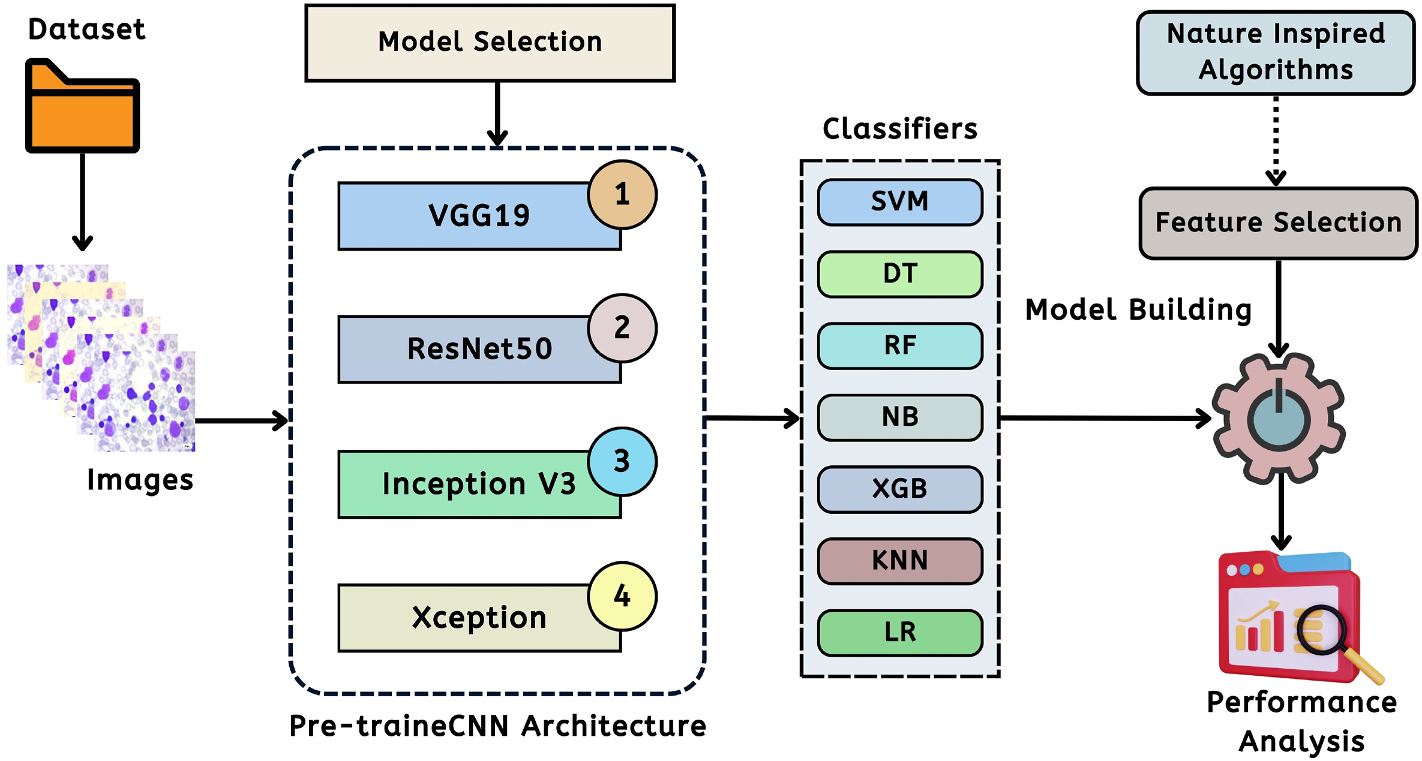 Dataset
Images
Model Selection
VGG19
1
ResNet50
2
Inception V3
3
Xception
4
Pre-traineCNN Architecture
Classifiers
SVM
DT
RF
NB
XGB
KNN
LR
Nature Inspired
Algorithms
Feature Selection
Model Building
Performance
Analysis